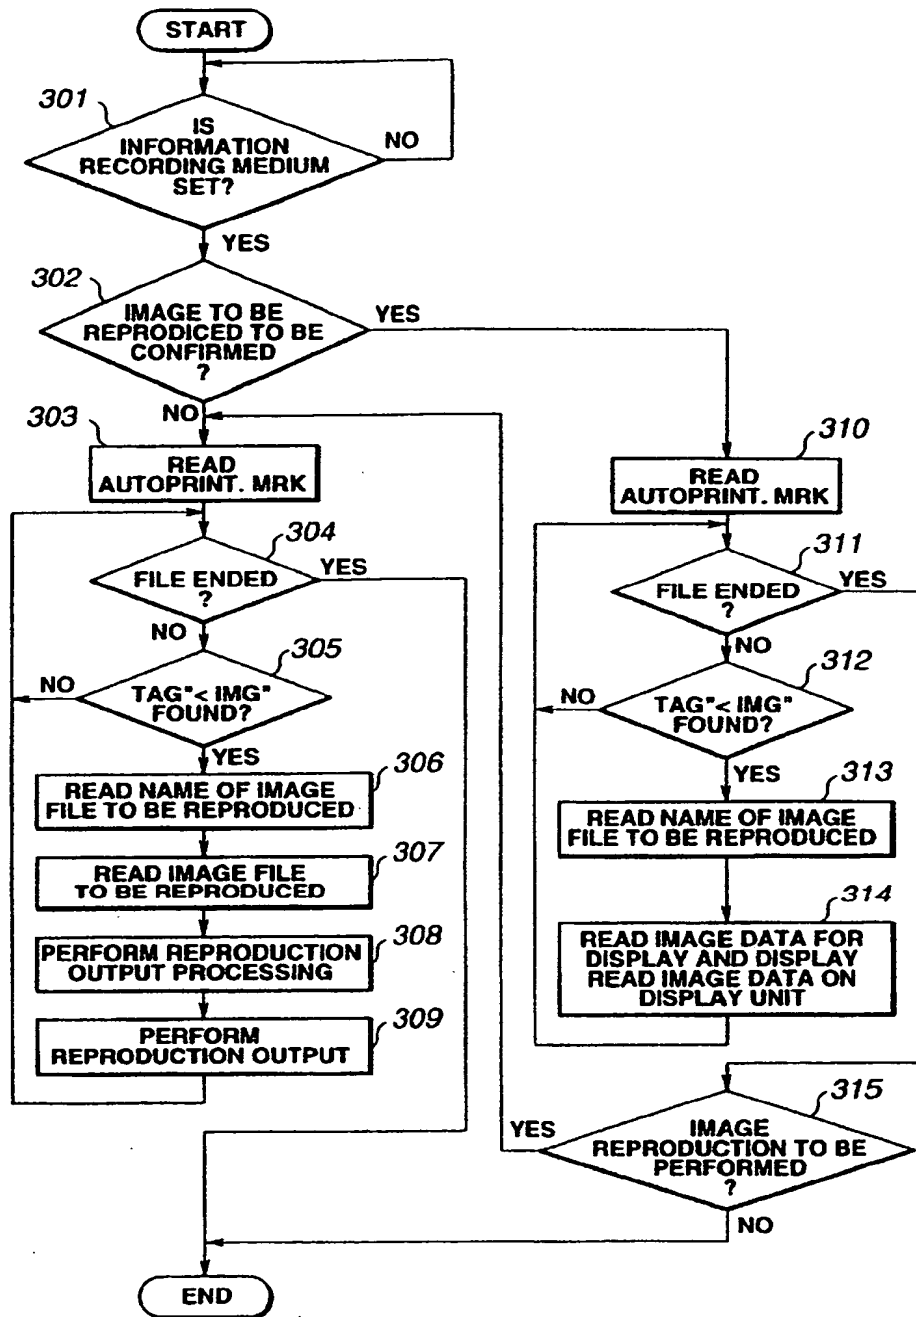 START
301
IS
INFORMATION
RECORDING MEDIUM
SET?
NO
YES
302
IMAGE TO BE
REPRODICED TO BE
CONFIRMED
?
YES
NO
303
READ
AUTOPRINT. MRK
304
FILE ENDED
?
YES
NO
305
TAG"< IMG"
FOUND?
NO
YES
306
READ NAME OF IMAGE
FILE TO BE REPRODUCED
307
READ IMAGE FILE
TO BE REPRODUCED
308
PERFORM REPRODUCTION
OUTPUT PROCESSING
309
PERFORM
REPRODUCTION OUTPUT
310
READ
AUTOPRINT. MRK
311
FILE ENDED
?
YES
NO
312
TAG"< IMG"
FOUND?
NO
YES
313
READ NAME OF IMAGE
FILE TO BE REPRODUCED
314
READ IMAGE DATA FOR
DISPLAY AND DISPLAY
READ IMAGE DATA ON
DISPLAY UNIT
315
IMAGE
REPRODUCTION TO BE
PERFORMED
?
YES
NO
END